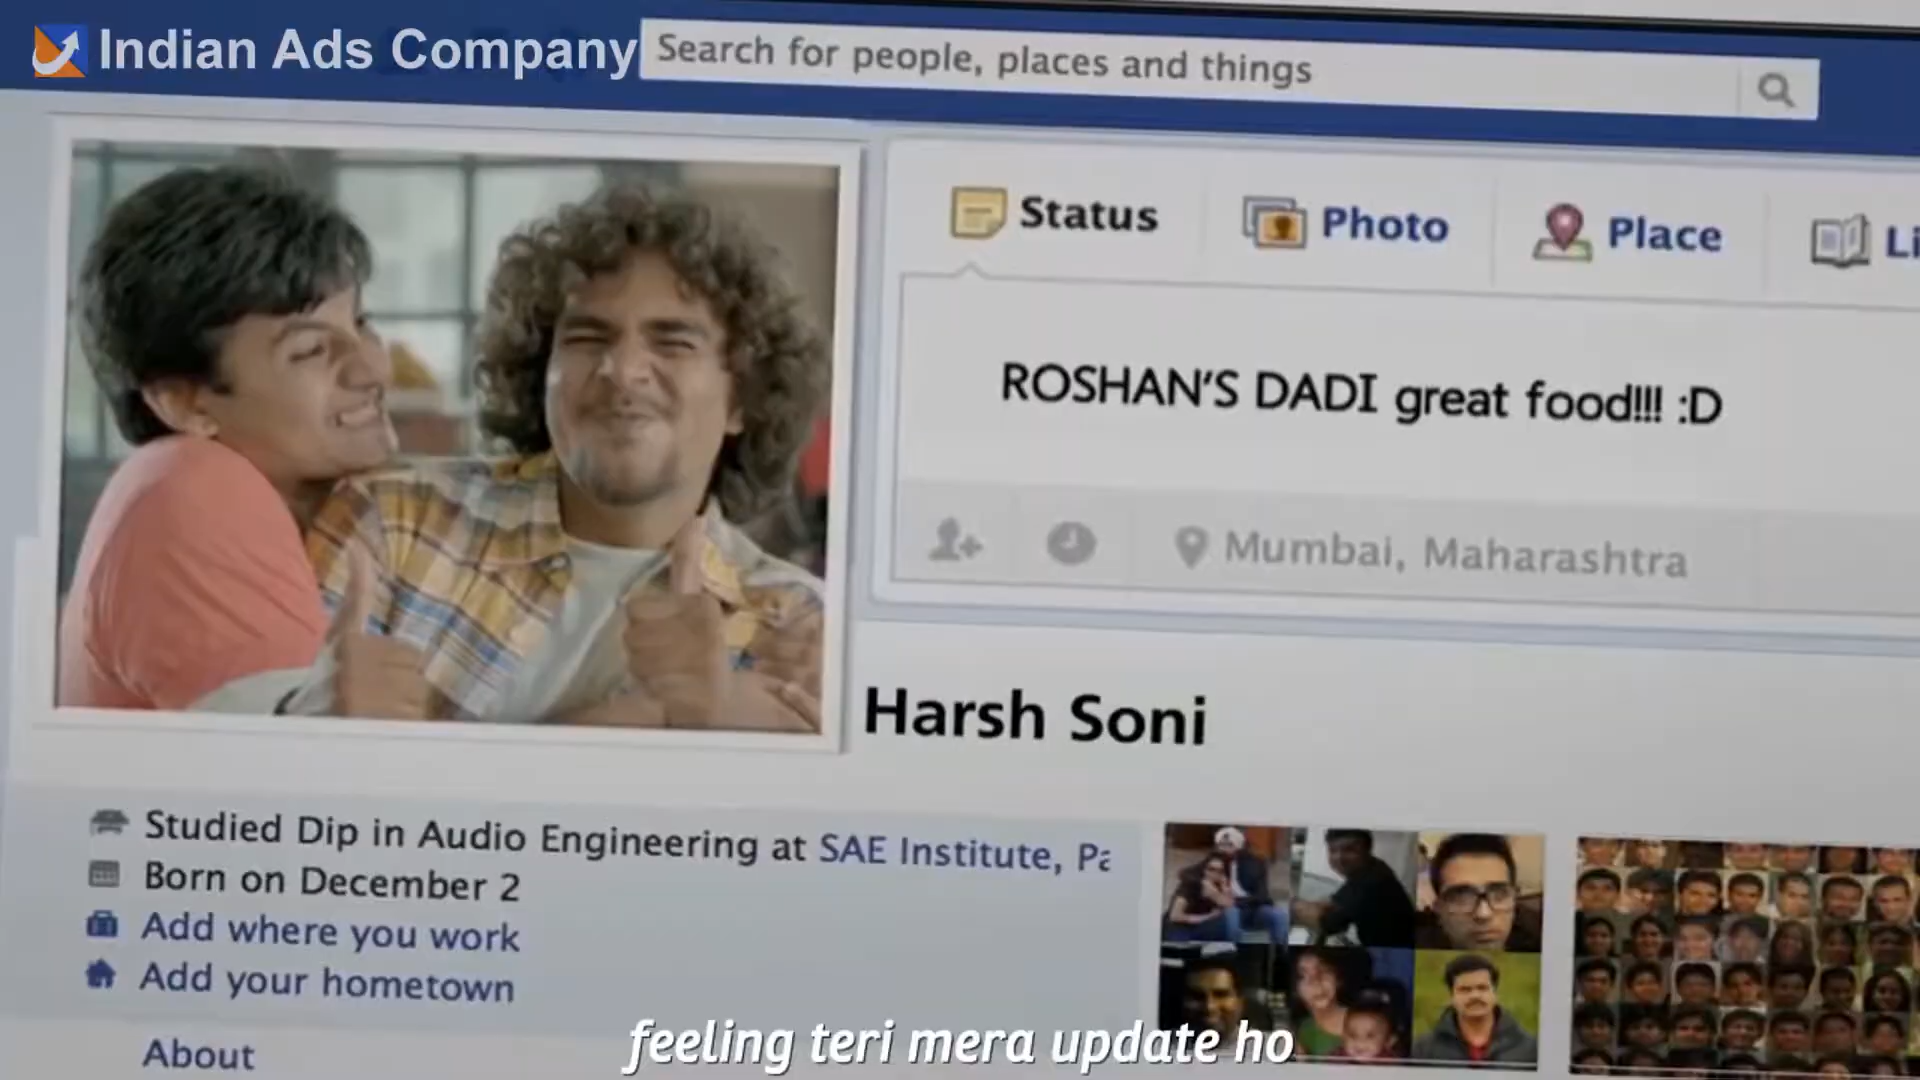 Indian Ads Company
Search for people, places and things
Status
Photo
Place
Li
ROSHAN'S DADI great food!!! :D
Mumbai, Maharashtra
Harsh Soni
Studied Dip in Audio Engineering at SAE Institute, Pa
Born on December 2
Add where you work
Add your hometown
About
feeling teri mera update ho